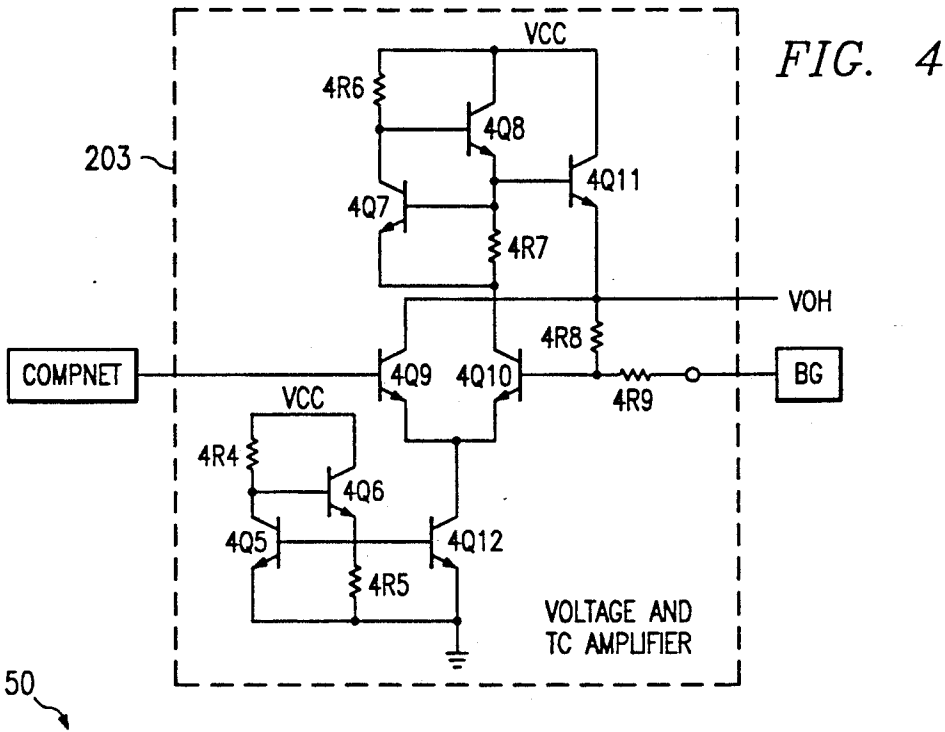 FIG. 4
VCC
4R6
4Q8
203
4Q11
4Q7
4R7
VOH
4R8
COMPNET
4Q9
4Q10
BG
4R9
VCC
4R4
4Q6
4Q5
4Q12
4R5
VOLTAGE AND
TC AMPLIFIER
50